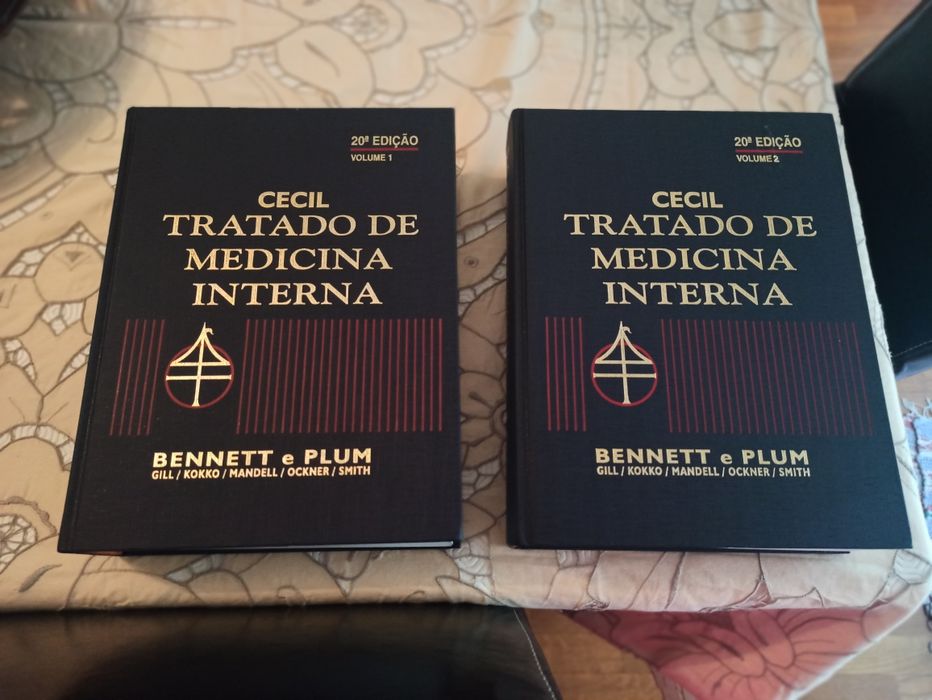 20ª EDIÇÃO
VOLUME 1
CECIL
TRATADO DE
MEDICINA
INTERNA
BENNETT e PLUM
GILL / KOKKO / MANDELL / OCKNER / SMITH
20ª EDIÇÃO
VOLUME 2
CECIL
TRATADO DE
MEDICINA
INTERNA
BENNETT e PLUM
GILL / KOKKO / MANDELL / OCKNER / SMITH